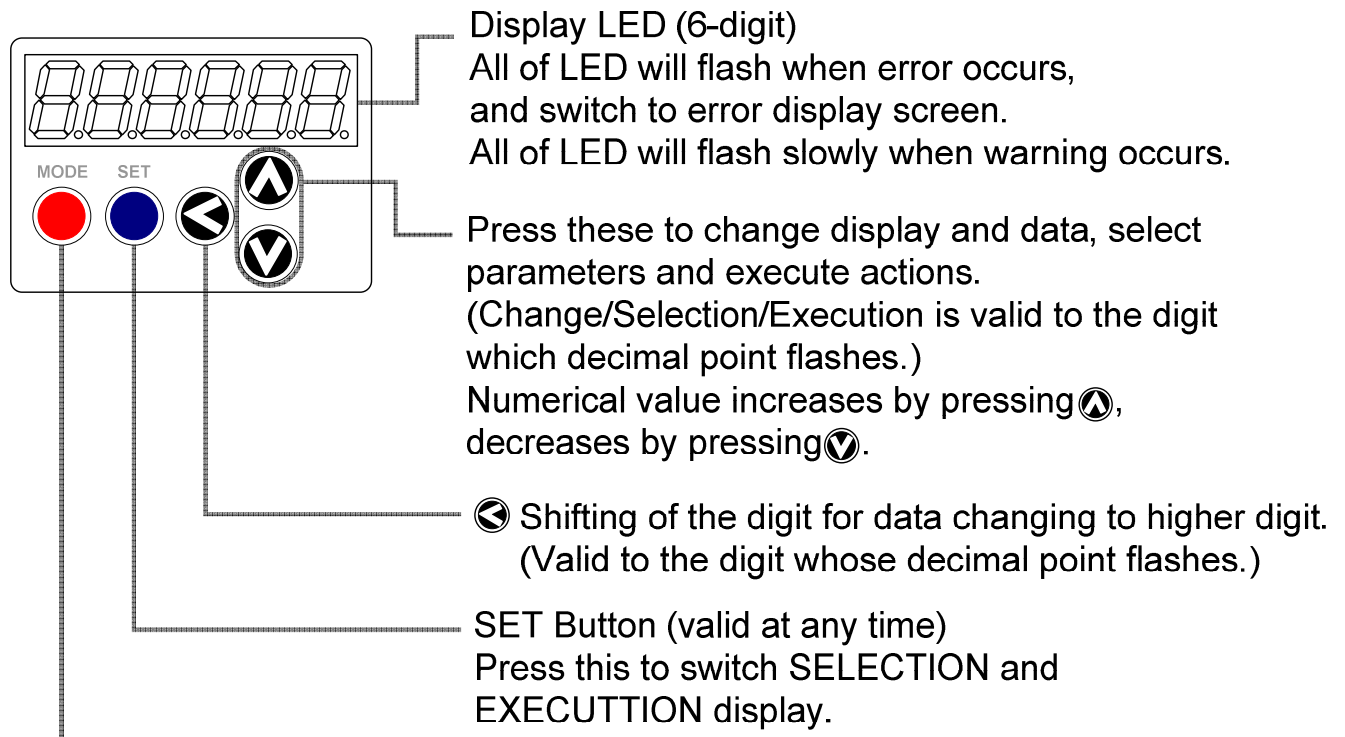 Display LED (6-digit)
All of LED will flash when error occurs,
and switch to error display screen.
All of LED will flash slowly when warning occurs.
MODE SET
Press these to change display and data, select
parameters and execute actions.
(Change/Selection/Execution is valid to the digit
which decimal point flashes.)
Numerical value increases by pressing ,
decreases by pressing .
Shifting of the digit for data changing to higher digit.
(Valid to the digit whose decimal point flashes.)
SET Button (valid at any time)
Press this to switch SELECTION and
EXECUTTION display.